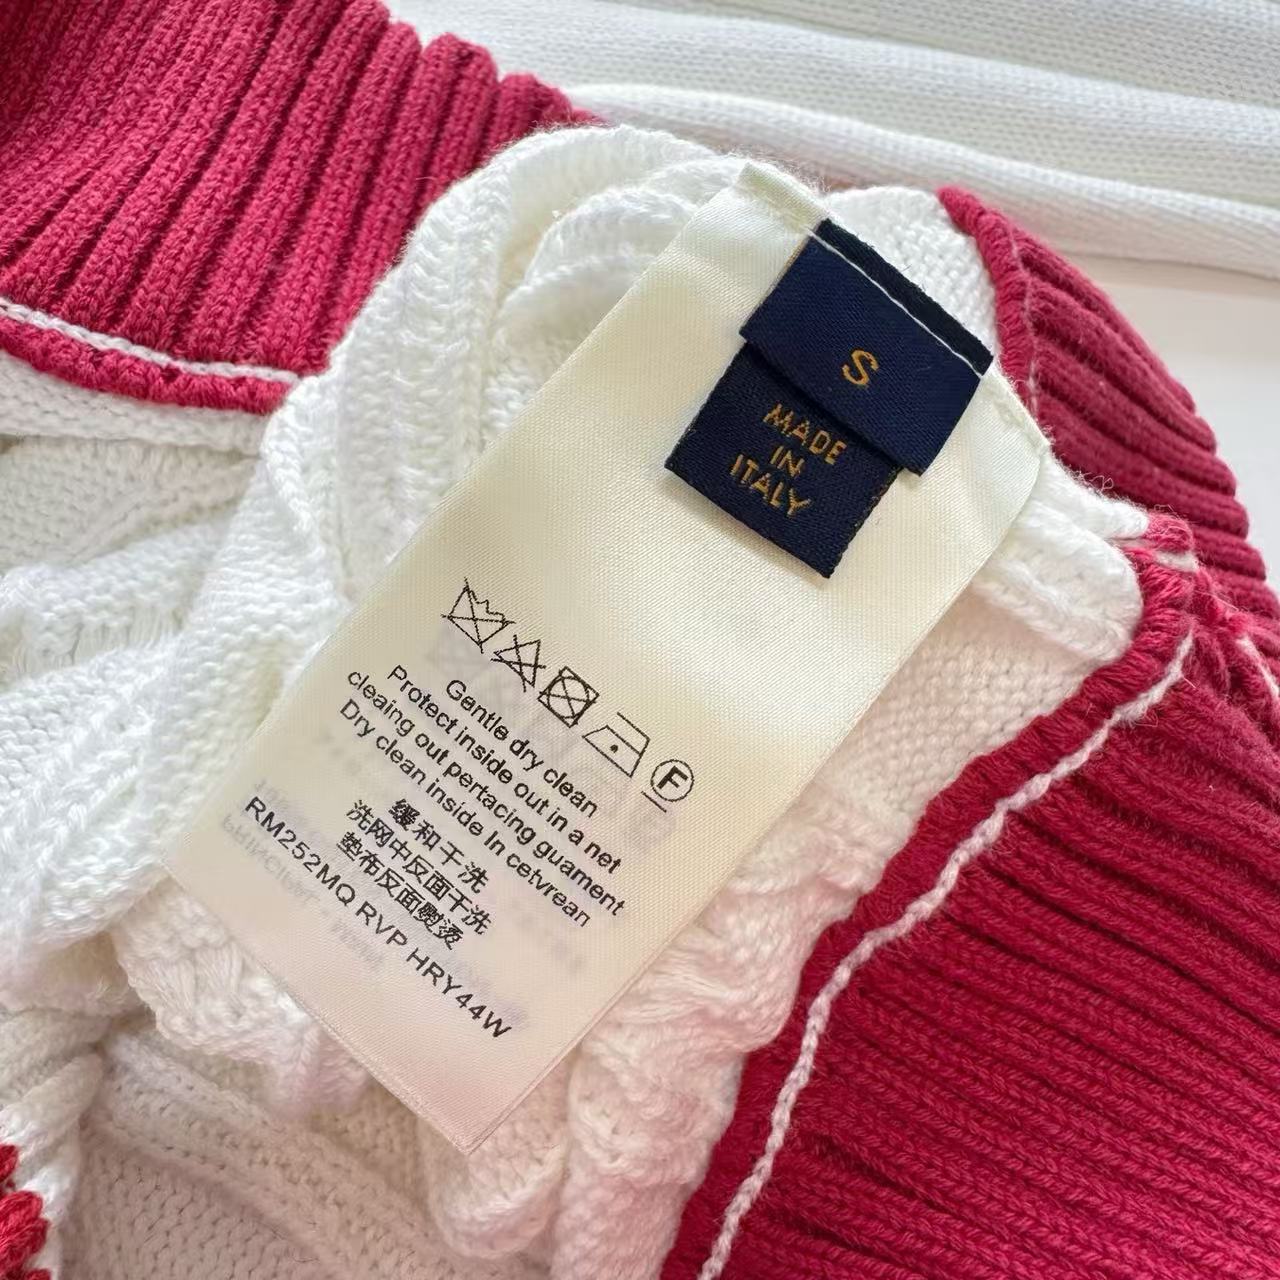 S
MADE
IN
ITALY
F
Gentle dry clean
Protect inside out in a net
cleaing out pertacing guament
Dry clean inside In cetvrean
缓和干洗
洗网中反面干洗
垫布反面熨烫
RM252MQ RVP HRY44W